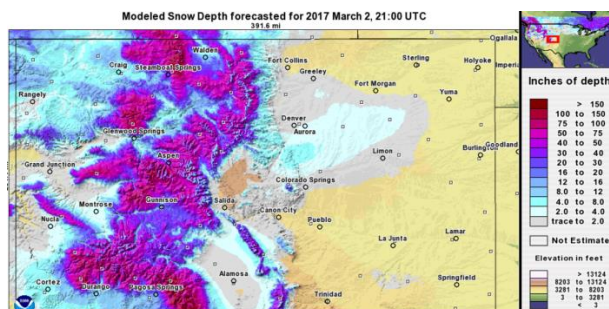 Modeled Snow Depth forecasted for 2017 March 2, 21:00 UTC
391.6 mi
Walden
Craig
Steamboat Springs
Fort Collins
Greeley
Sterling
Holyoke
Ogallala
Imperia
Rangely
Fort Morgan
Yuma
Denver
Aurora
Glenwood Springs
Grand Junction
Aspen
Limon
Burlington
Goodland
Colorado Springs
Montrose
Gunnison
Salida
Canon City
Nucla
Pueblo
La Junta
Lamar
Cortez
Durango
Pagosa Springs
Alamosa
Trinidad
Springfield
Inches of depth
> 150
100 to 150
75 to 100
50 to 75
40 to 50
30 to 40
20 to 30
16 to 20
12 to 16
8.0 to 12
4.0 to 8.0
2.0 to 4.0
trace to 2.0
Not Estimate
Elevation in feet
> 13124
8203 to 13124
3281 to 8203
3 to 3281
< 3